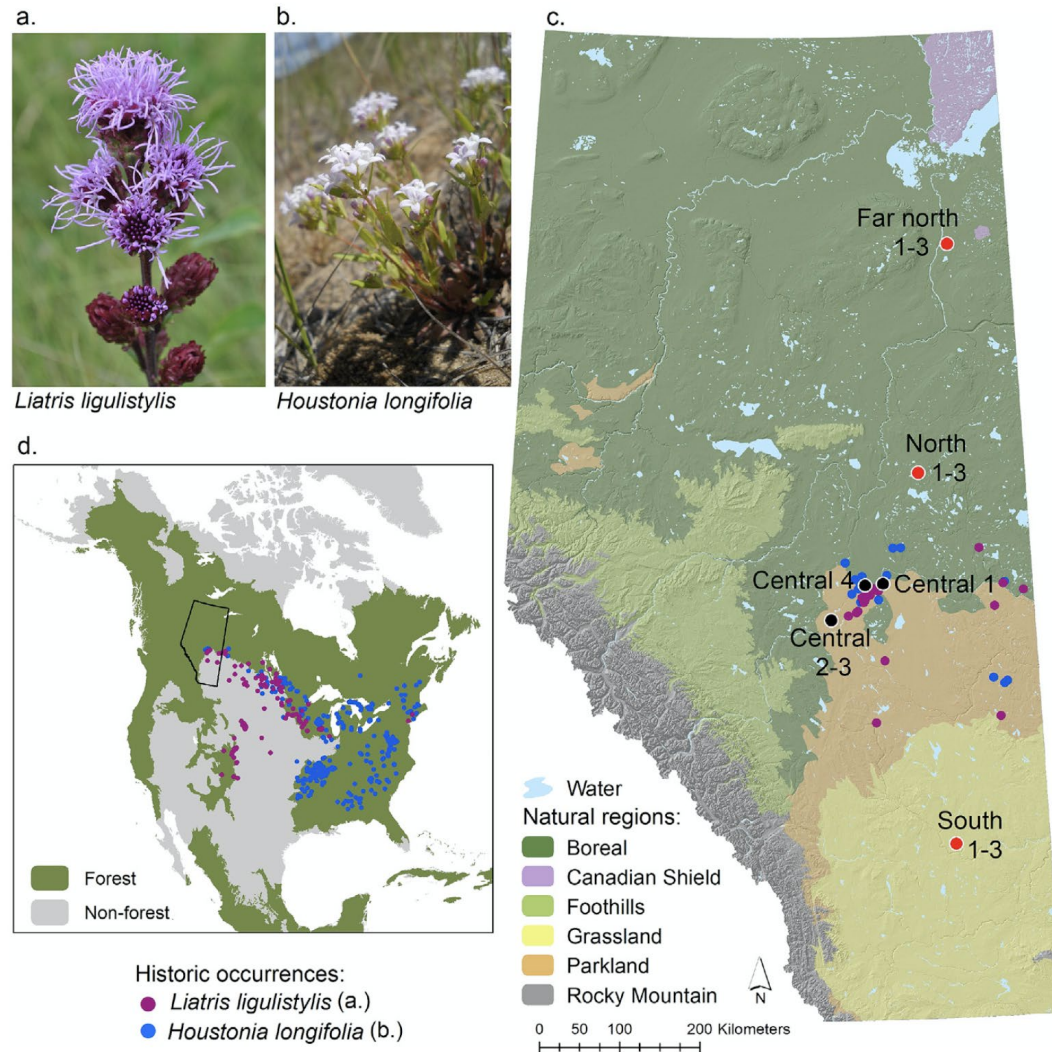 a.
b.
c.
Liatris ligulistylis
Houstonia longifolia
d.
Forest
Non-forest
Historic occurrences:
Liatris ligulistylis (a.)
Houstonia longifolia (b.)
Far north
1-3
North
1-3
Central 4
Central 1
Central
2-3
South
1-3
Water
Natural regions:
Boreal
Canadian Shield
Foothills
Grassland
Parkland
Rocky Mountain
N
0 50 100 200 Kilometers